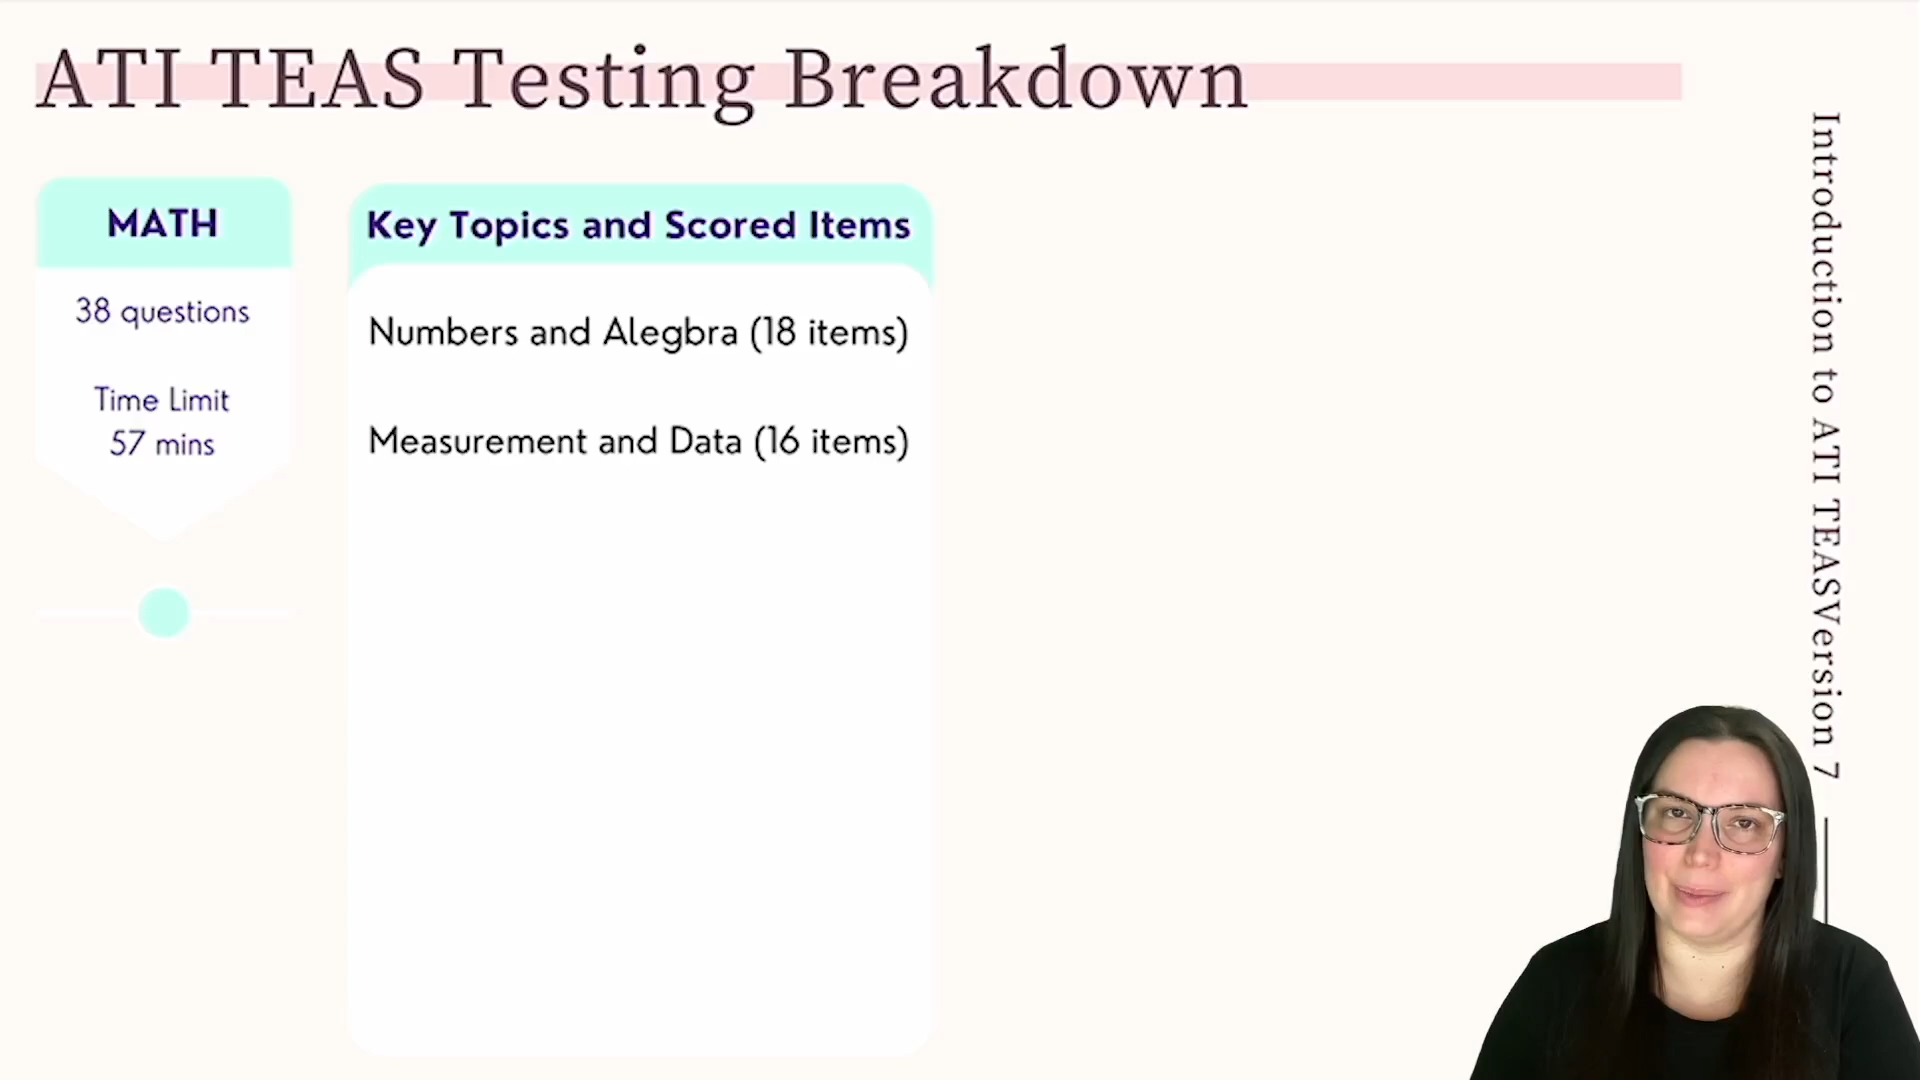 ATI TEAS Testing Breakdown
MATH
38 questions
Time Limit
57 mins
Key Topics and Scored Items
Numbers and Alegbra (18 items)
Measurement and Data (16 items)
Introduction to ATI TEASVersion 7